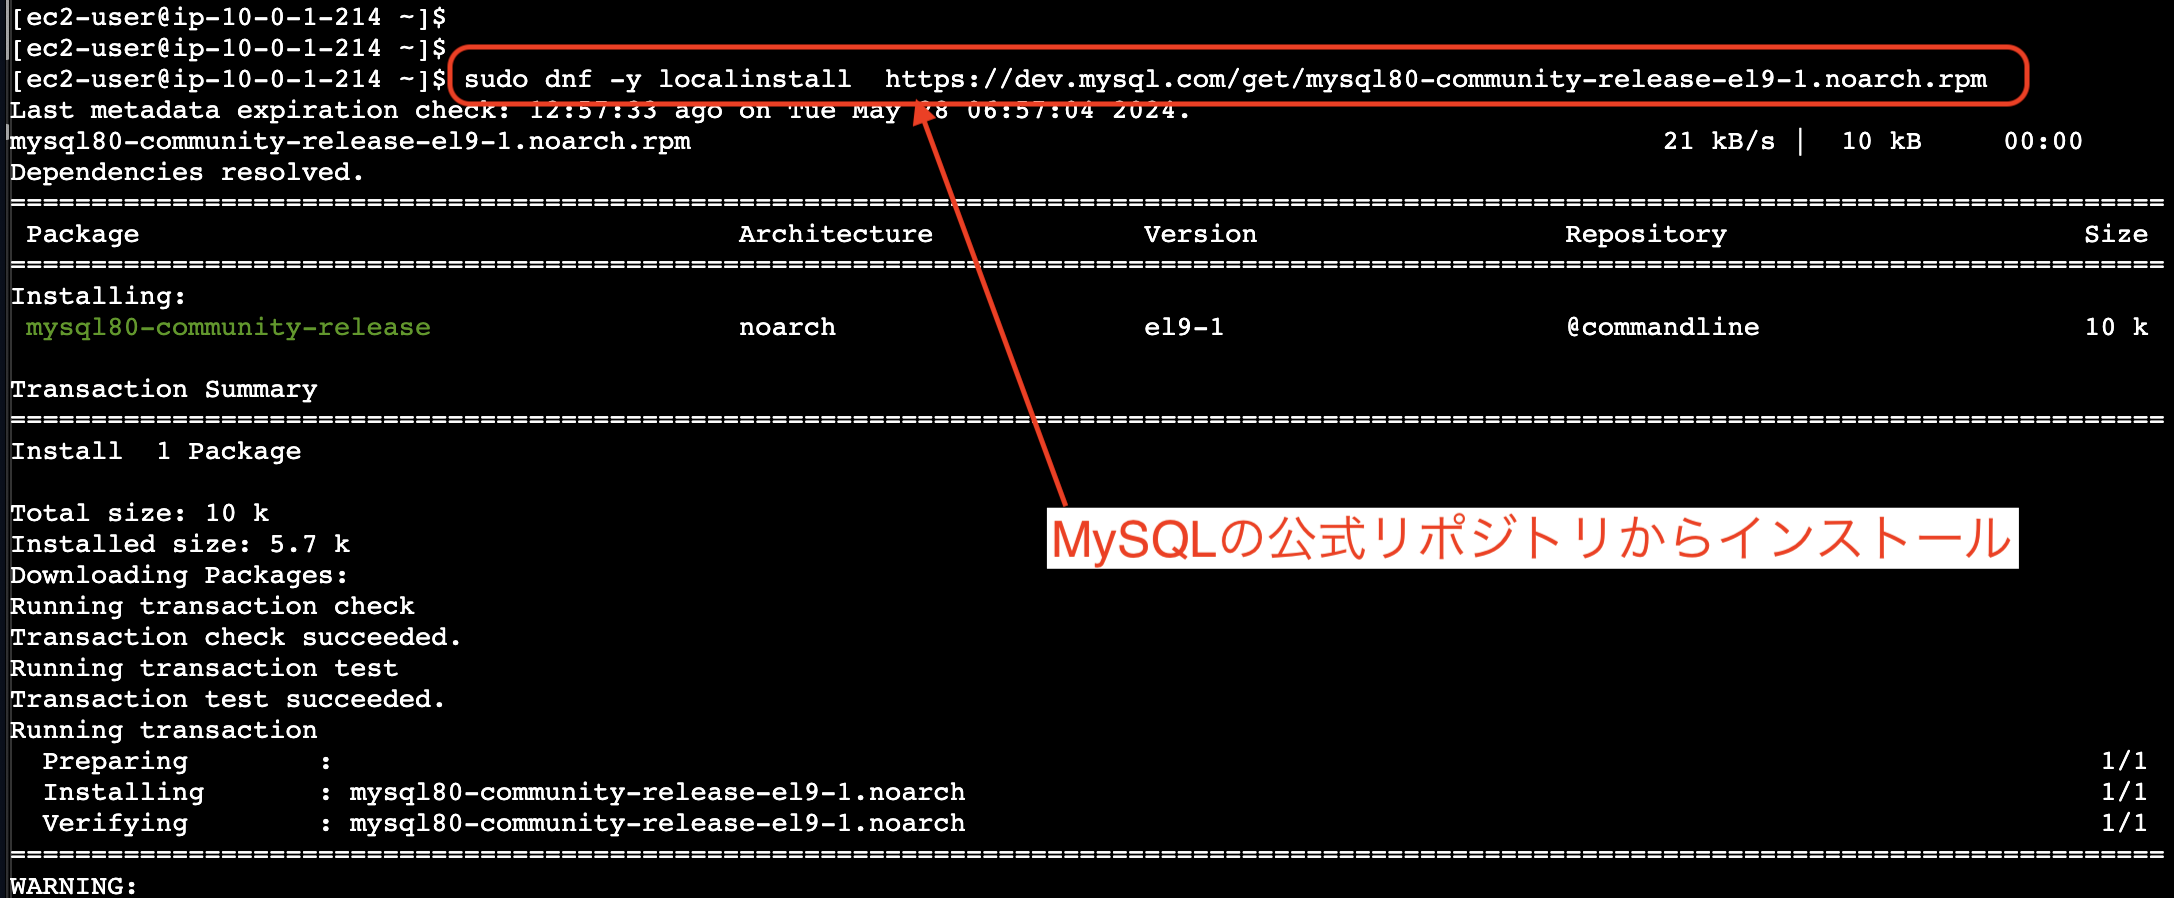 [ec2-user@ip-10-0-1-214 ~]$
[ec2-user@ip-10-0-1-214 ~]$
[ec2-user@ip-10-0-1-214 ~]$ sudo dnf -y localinstall  https://dev.mysql.com/get/mysql80-community-release-el9-1.noarch.rpm
Last metadata expiration check: 12:57:33 ago on Tue May 28 06:57:04 2024.
mysql80-community-release-el9-1.noarch.rpm 21 kB/s | 10 kB 00:00
Dependencies resolved.
Package Architecture Version Repository Size
Installing:
mysql80-community-release noarch el9-1 @commandline 10 k
Transaction Summary
Install  1 Package
Total size: 10 k
Installed size: 5.7 k
MySQLの公式リポジトリからインストール
Downloading Packages:
Running transaction check
Transaction check succeeded.
Running transaction test
Transaction test succeeded.
Running transaction
Preparing : 1/1
Installing : mysql80-community-release-el9-1.noarch 1/1
Verifying : mysql80-community-release-el9-1.noarch 1/1
WARNING: